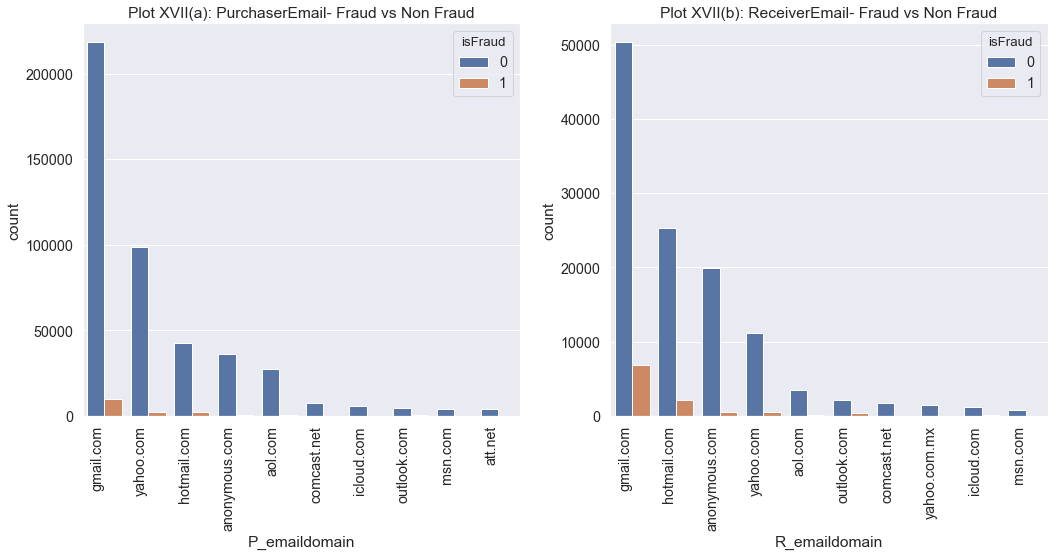 Plot XVII(a): PurchaserEmail- Fraud vs Non Fraud
isFraud
0
1
count
200000
150000
100000
50000
0
gmail.com
yahoo.com
hotmail.com
anonymous.com
aol.com
comcast.net
icloud.com
outlook.com
msn.com
att.net
P_emaildomain
Plot XVII(b): ReceiverEmail- Fraud vs Non Fraud
isFraud
0
1
count
50000
40000
30000
20000
10000
0
gmail.com
hotmail.com
anonymous.com
yahoo.com
aol.com
outlook.com
comcast.net
yahoo.com.mx
icloud.com
msn.com
R_emaildomain